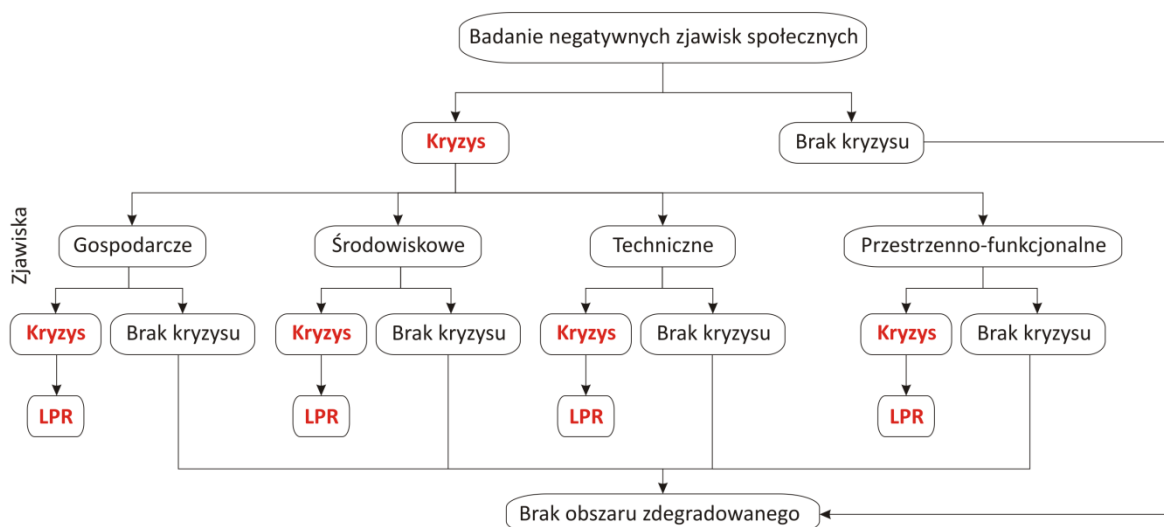 Badanie negatywnych zjawisk społecznych
Kryzys
Brak kryzysu
Zjawiska
Gospodarcze
Środowiskowe
Techniczne
Przestrzenno-funkcjonalne
Kryzys
Brak kryzysu
Kryzys
Brak kryzysu
Kryzys
Brak kryzysu
Kryzys
Brak kryzysu
LPR
LPR
LPR
LPR
Brak obszaru zdegradowanego